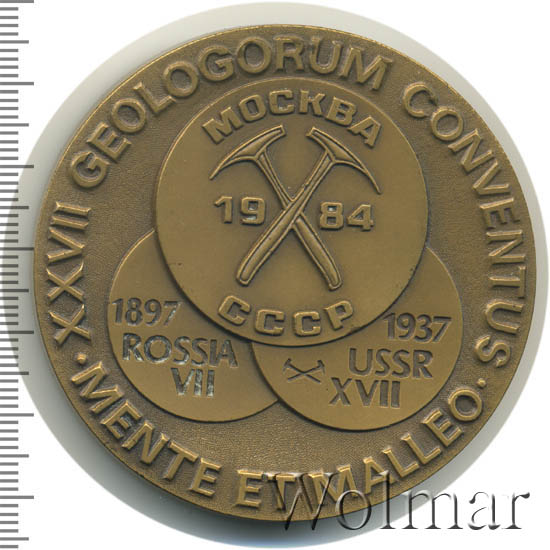 XXVII GEOLOGORUM CONVENTUS
МОСКВА
19 84
СССР
1897
ROSSIA
VII
1937
USSR
XVII
· MENTE ET MALLEO ·
Wolmar